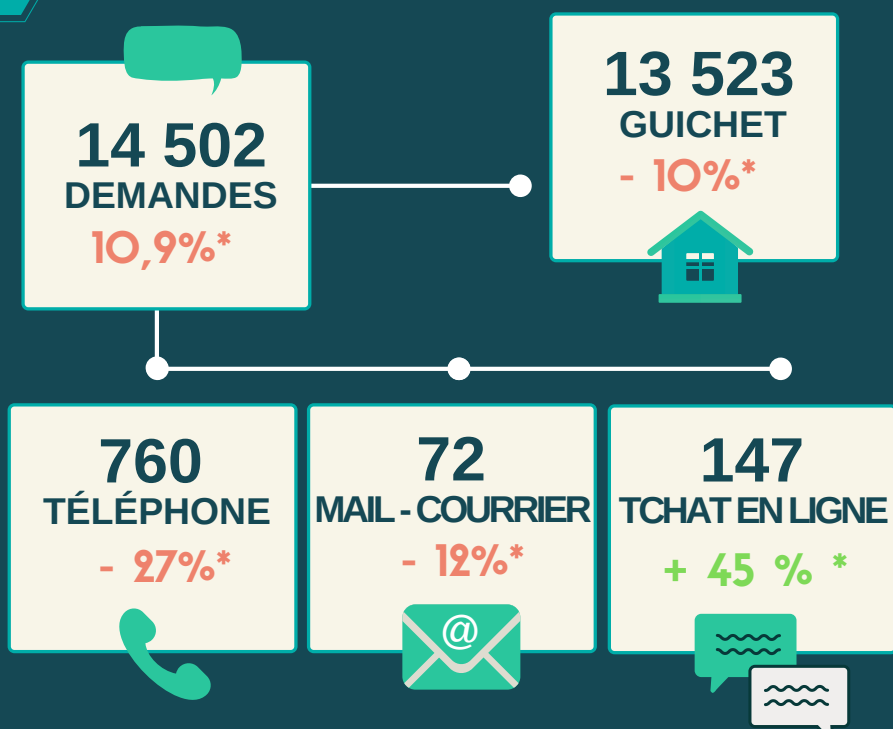 14 502
DEMANDES
10,9%*
13 523
GUICHET
- 10%*
760
TÉLÉPHONE
- 27%*
72
MAIL - COURRIER
- 12%*
@
147
TCHAT EN LIGNE
+ 45 % *